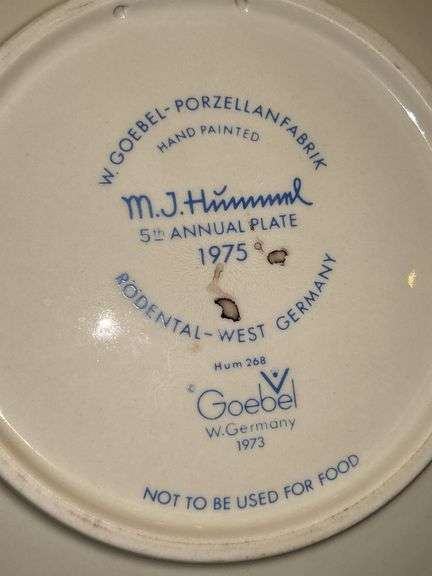 W. GOEBEL-PORZELLANFABRIK
HAND PAINTED
M.J.Hümmel
5th ANNUAL PLATE
1975
RÖDENTAL-WEST GERMANY
Hum 268
© Goebel
W.Germany
1973
NOT TO BE USED FOR FOOD